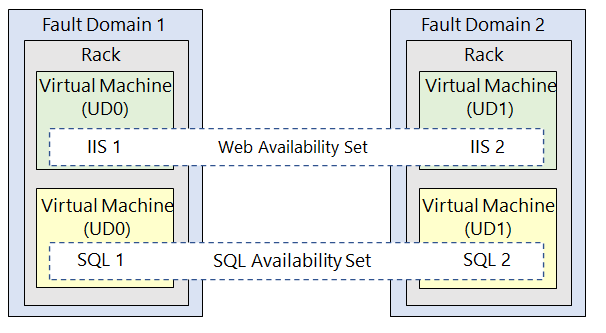 Fault Domain 1
Rack
Virtual Machine
(UD0)
IIS 1
Virtual Machine
(UD0)
SQL 1
Web Availability Set
SQL Availability Set
Fault Domain 2
Rack
Virtual Machine
(UD1)
IIS 2
Virtual Machine
(UD1)
SQL 2